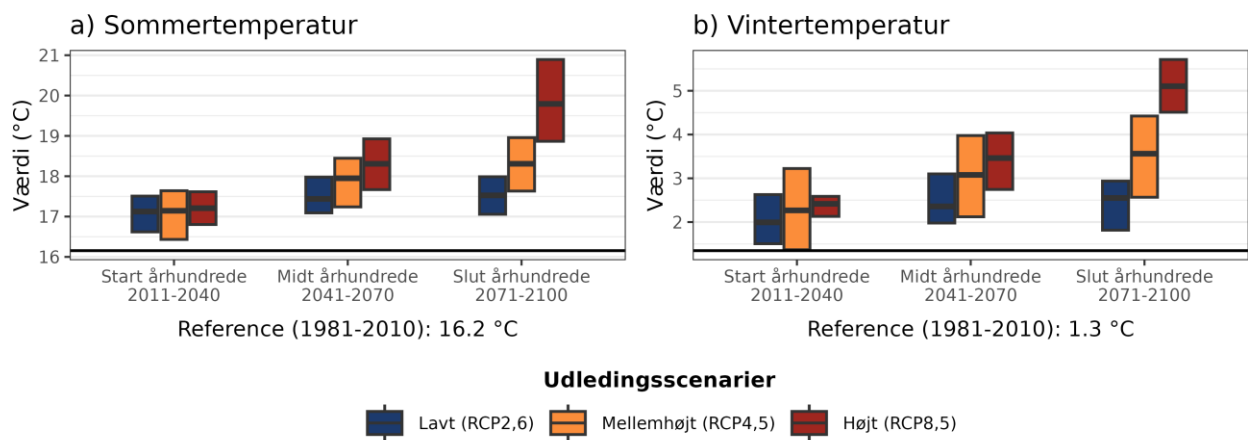 a) Sommertemperatur
Værdi (°C)
21
20
19
18
17
16
Start århundrede
2011-2040
Midt århundrede
2041-2070
Slut århundrede
2071-2100
Reference (1981-2010): 16.2 °C
b) Vintertemperatur
Værdi (°C)
5
4
3
2
Start århundrede
2011-2040
Midt århundrede
2041-2070
Slut århundrede
2071-2100
Reference (1981-2010): 1.3 °C
Udledingsscenarier
Lavt (RCP2,6)
Mellemhøjt (RCP4,5)
Højt (RCP8,5)